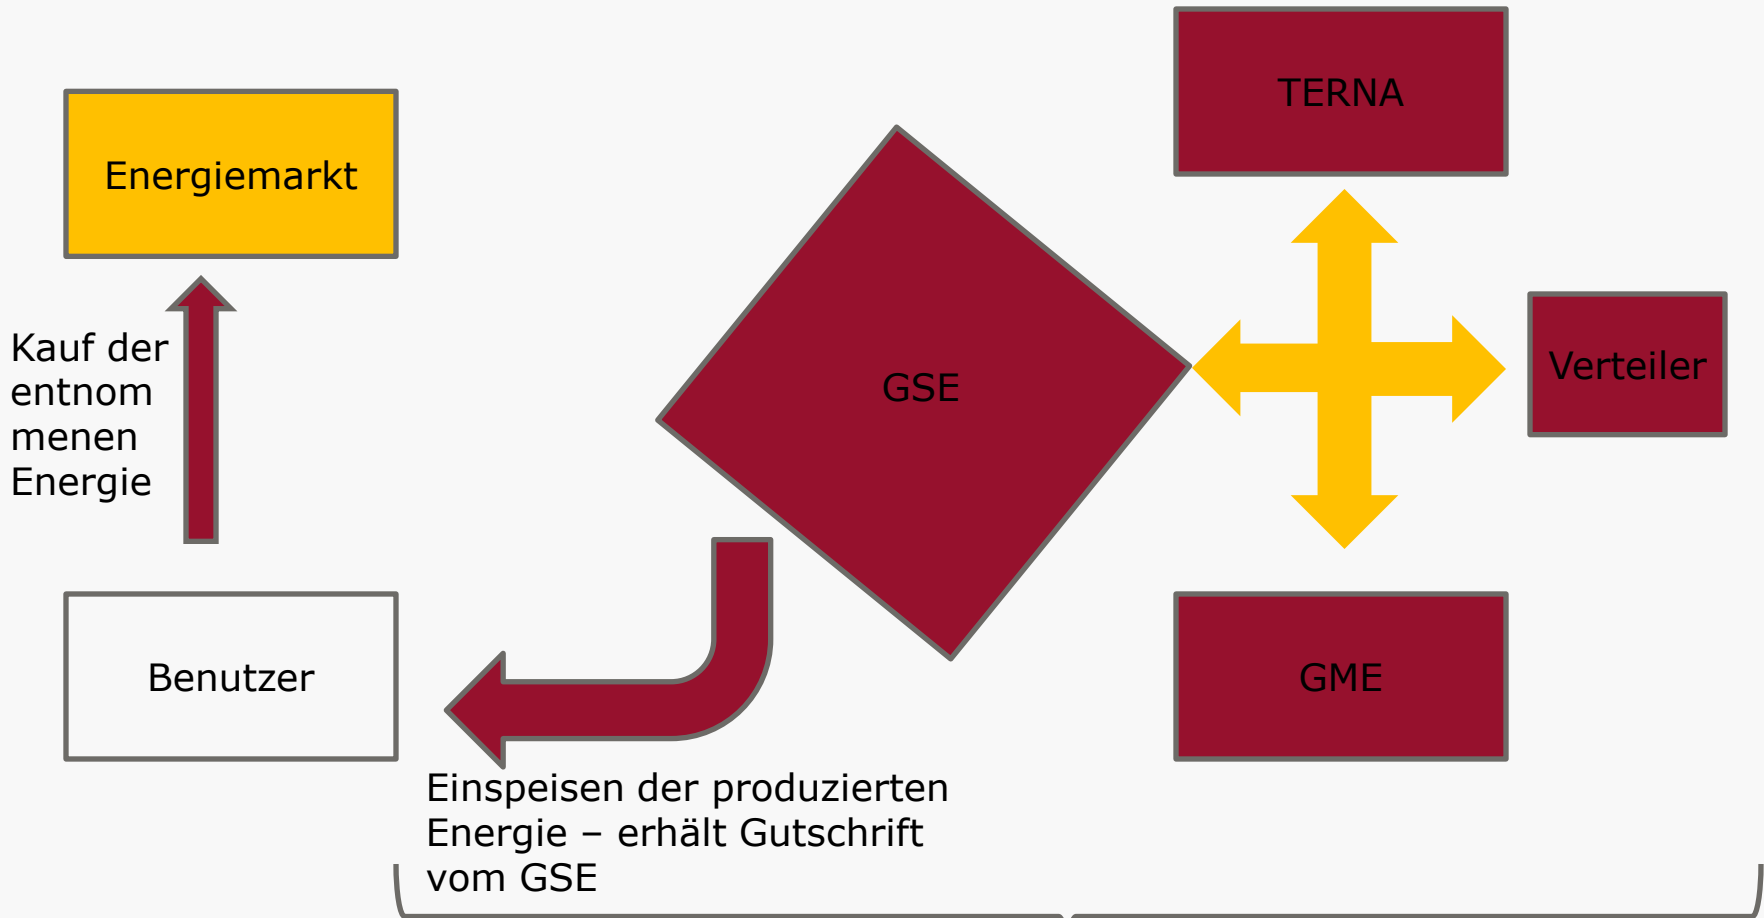 TERNA
Energiemarkt
Kauf der
entnom
menen
Energie
GSE
Verteiler
Benutzer
GME
Einspeisen der produzierten
Energie – erhält Gutschrift
vom GSE